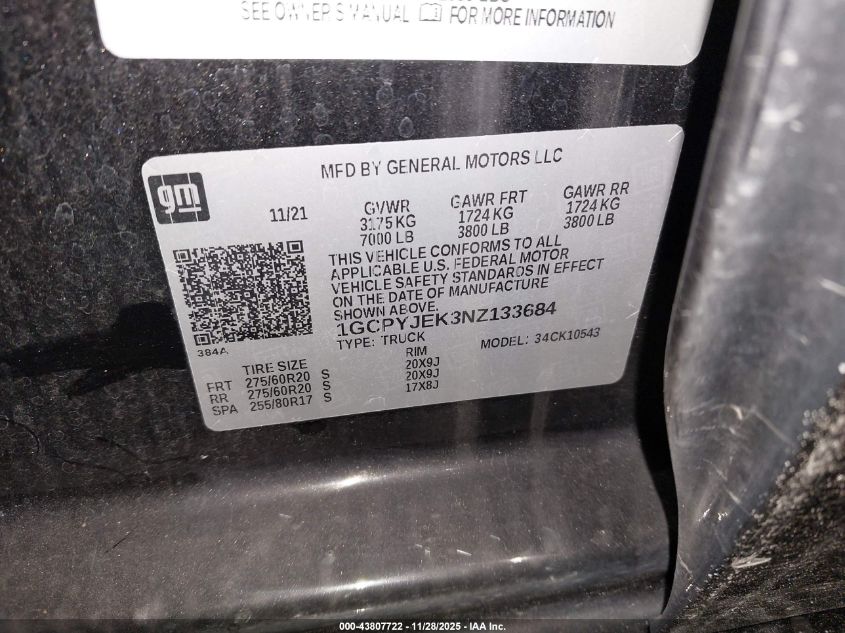 SEE OWNER'S MANUAL FOR MORE INFORMATION
gm
MFD BY GENERAL MOTORS LLC
11/21 GVWR GAWR FRT GAWR RR
3175 KG 1724 KG 1724 KG
7000 LB 3800 LB 3800 LB
THIS VEHICLE CONFORMS TO ALL
APPLICABLE U.S. FEDERAL MOTOR
VEHICLE SAFETY STANDARDS IN EFFECT
ON THE DATE OF MANUFACTURE
SHOWN ABOVE.
1GCPYJEK3NZ133684
TYPE: TRUCK MODEL: 34CK10543
384A
TIRE SIZE RIM
FRT 275/60R20 S 20X9J
RR 275/60R20 S 20X9J
SPA 255/80R17 S 17X8J
000-43807722 | 11/28/2025 - IAA Inc.